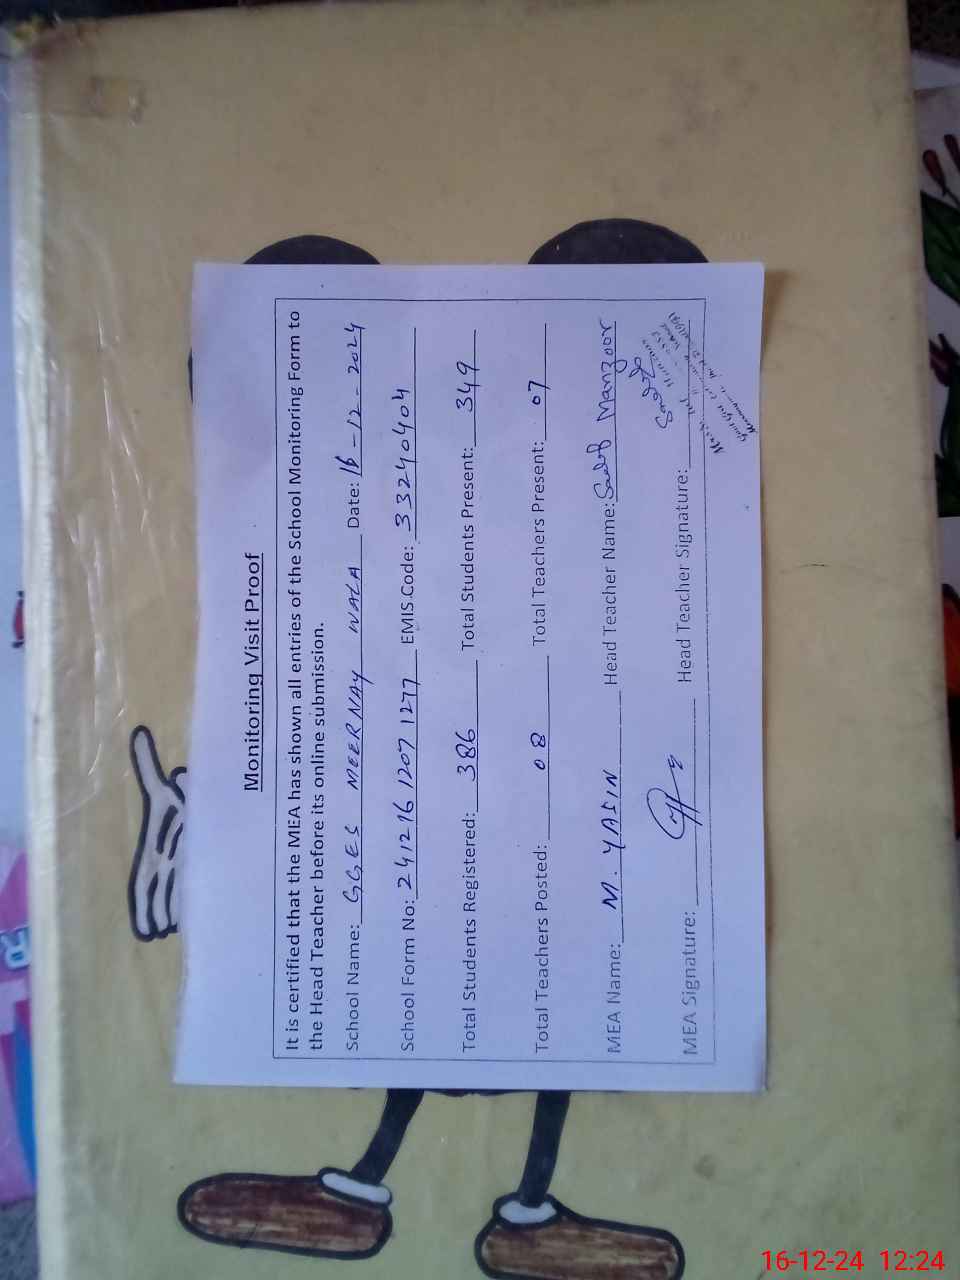 Monitoring Visit Proof
It is certified that the MEA has shown all entries of the School Monitoring Form to
the Head Teacher before its online submission.
School Name: GGES MEERNAY WALA Date: 16-12-2024
School Form No: 241216 1207 1277 EMIS Code: 33240404
Total Students Registered: 386 Total Students Present: 349
Total Teachers Posted: 08 Total Teachers Present: 07
MEA Name: M. YASIN Head Teacher Name: Sadaf Manzoor
MEA Signature: Head Teacher Signature:
16-12-24 12:24